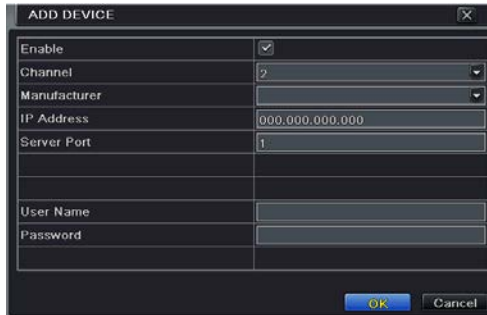 ADD DEVICE
Enable
Channel 2
Manufacturer
IP Address 000.000.000.000
Server Port 1
User Name
Password
OK Cancel